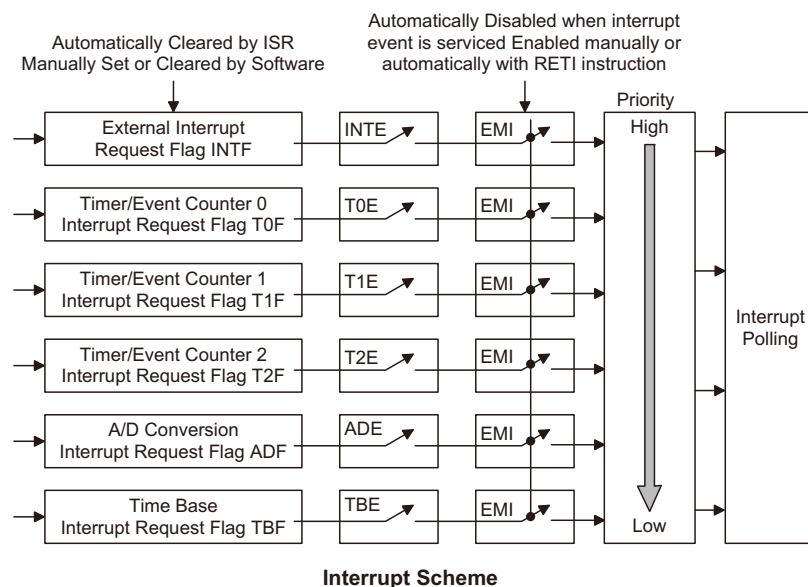 Automatically Cleared by ISR
Manually Set or Cleared by Software
Automatically Disabled when interrupt
event is serviced Enabled manually or
automatically with RETI instruction
Priority
External Interrupt
Request Flag INTF
INTE
EMI
High
Timer/Event Counter 0
Interrupt Request Flag T0F
T0E
EMI
Timer/Event Counter 1
Interrupt Request Flag T1F
T1E
EMI
Interrupt
Polling
Timer/Event Counter 2
Interrupt Request Flag T2F
T2E
EMI
A/D Conversion
Interrupt Request Flag ADF
ADE
EMI
Time Base
Interrupt Request Flag TBF
TBE
EMI
Low
Interrupt Scheme